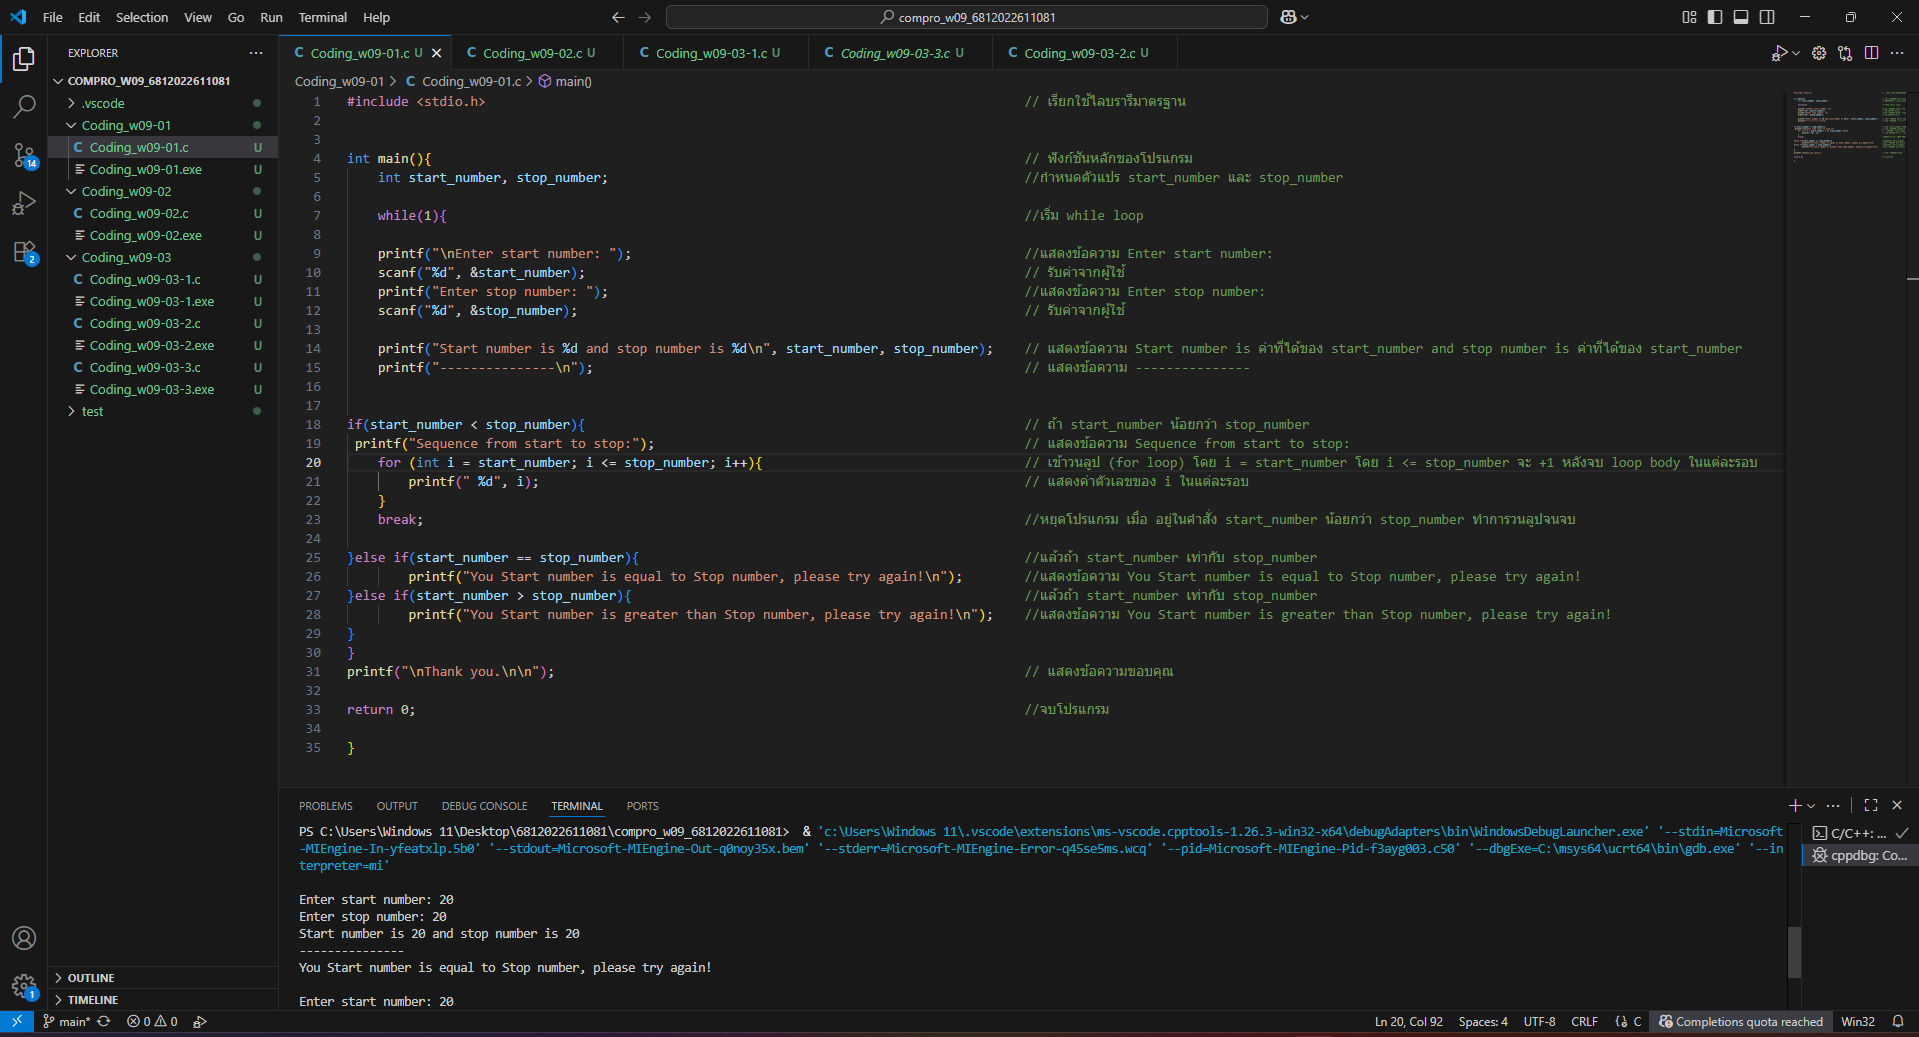 File Edit Selection View Go Run Terminal Help
compro_w09_6812022611081
EXPLORER
COMPRO_W09_6812022611081
.vscode
Coding_w09-01
Coding_w09-01.c U
Coding_w09-01.exe U
Coding_w09-02
Coding_w09-02.c U
Coding_w09-02.exe U
Coding_w09-03
Coding_w09-03-1.c U
Coding_w09-03-1.exe U
Coding_w09-03-2.c U
Coding_w09-03-2.exe U
Coding_w09-03-3.c U
Coding_w09-03-3.exe U
test
14
2
1
OUTLINE
TIMELINE
C Coding_w09-01.c U C Coding_w09-02.c U C Coding_w09-03-1.c U C Coding_w09-03-3.c U C Coding_w09-03-2.c U
Coding_w09-01 > C Coding_w09-01.c > main()
1 #include <stdio.h> // เรียกใช้ไลบรารีมาตรฐาน
2
3
4 int main(){ // ฟังก์ชันหลักของโปรแกรม
5 int start_number, stop_number; //กำหนดตัวแปร start_number และ stop_number
6
7 while(1){ //เริ่ม while loop
8
9 printf("\nEnter start number: "); //แสดงข้อความ Enter start number:
10 scanf("%d", &start_number); // รับค่าจากผู้ใช้
11 printf("Enter stop number: "); //แสดงข้อความ Enter stop number:
12 scanf("%d", &stop_number); // รับค่าจากผู้ใช้
13
14 printf("Start number is %d and stop number is %d\n", start_number, stop_number); // แสดงข้อความ Start number is ค่าที่ได้ของ start_number and stop number is ค่าที่ได้ของ start_number
15 printf("---------------\n"); // แสดงข้อความ ---------------
16
17
18 if(start_number < stop_number){ // ถ้า start_number น้อยกว่า stop_number
19 printf("Sequence from start to stop:"); // แสดงข้อความ Sequence from start to stop:
20 for (int i = start_number; i <= stop_number; i++){ // เข้าวนลูป (for loop) โดย i = start_number โดย i <= stop_number จะ +1 หลังจบ loop body ในแต่ละรอบ
21 printf(" %d", i); // แสดงค่าตัวเลขของ i ในแต่ละรอบ
22 }
23 break; //หยุดโปรแกรม เมื่อ อยู่ในคำสั่ง start_number น้อยกว่า stop_number ทำการวนลูปจนจบ
24
25 }else if(start_number == stop_number){ //แล้วถ้า start_number เท่ากับ stop_number
26 printf("You Start number is equal to Stop number, please try again!\n"); //แสดงข้อความ You Start number is equal to Stop number, please try again!
27 }else if(start_number > stop_number){ //แล้วถ้า start_number เท่ากับ stop_number
28 printf("You Start number is greater than Stop number, please try again!\n"); //แสดงข้อความ You Start number is greater than Stop number, please try again!
29 }
30 }
31 printf("\nThank you.\n\n"); // แสดงข้อความขอบคุณ
32
33 return 0; //จบโปรแกรม
34
35 }
PROBLEMS OUTPUT DEBUG CONSOLE TERMINAL PORTS
PS C:\Users\Windows 11\Desktop\6812022611081\compro_w09_6812022611081> & 'c:\Users\Windows 11\.vscode\extensions\ms-vscode.cpptools-1.26.3-win32-x64\debugAdapters\bin\WindowsDebugLauncher.exe' '--stdin=Microsoft
-MIEngine-In-yfeatxlp.5b0' '--stdout=Microsoft-MIEngine-Out-q0noy35x.bem' '--stderr=Microsoft-MIEngine-Error-q45se5ms.wcq' '--pid=Microsoft-MIEngine-Pid-f3ayg003.c50' '--dbgExe=C:\msys64\ucrt64\bin\gdb.exe' '--in
terpreter=mi'
Enter start number: 20
Enter stop number: 20
Start number is 20 and stop number is 20
---------------
You Start number is equal to Stop number, please try again!
Enter start number: 20
C/C++: ...
cppdbg: Co...
main* 0 0 Ln 20, Col 92 Spaces: 4 UTF-8 CRLF {} C Completions quota reached Win32